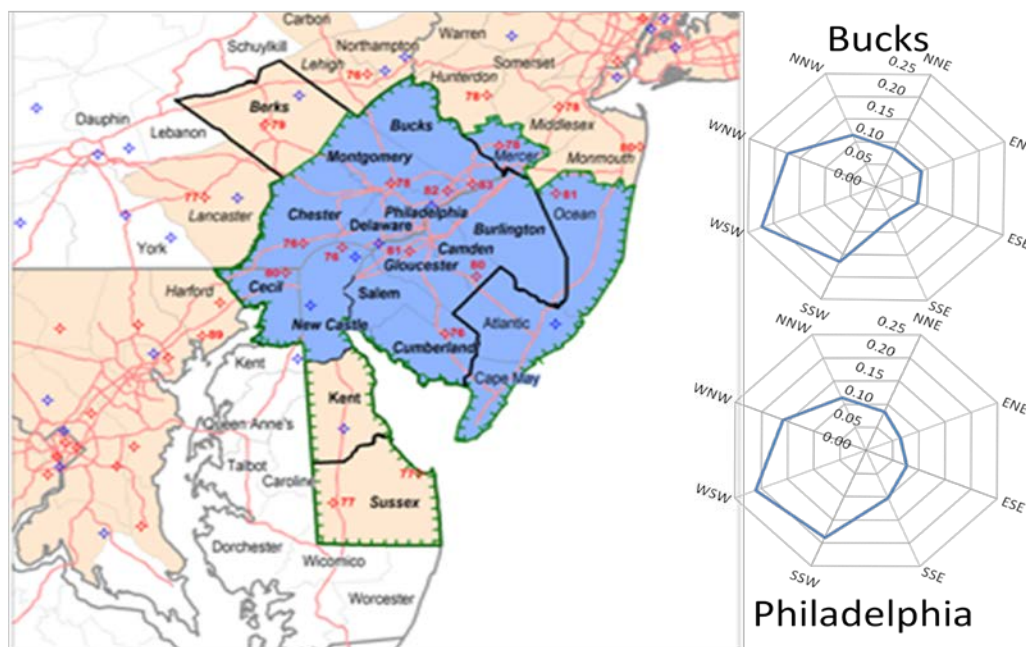 Carbon
Warren
Schuylkill
Northampton
Lehigh
Somerset
76
Hunterdon
78
78
Berks
79
Middlesex
Dauphin
Lebanon
Bucks
78
Mercer
Monmouth
80
Montgomery
78
82
83
81
77
Lancaster
Philadelphia
Ocean
Chester
Delaware
Burlington
York
76
76
81
Camden
Gloucester
80
80
Harford
Cecil
Salem
New Castle
Atlantic
89
78
Cumberland
Kent
Cape May
Kent
Queen Anne's
Talbot
Caroline
77
77
Sussex
Dorchester
Wicomico
Worcester
Bucks
NNW
NNE
0.25
0.20
0.15
WNW
0.10
0.05
0.00
WSW
SSW
SSE
NNW
NNE
0.25
0.20
0.15
WNW
0.10
ENE
0.05
0.00
WSW
ESE
SSW
SSE
Philadelphia